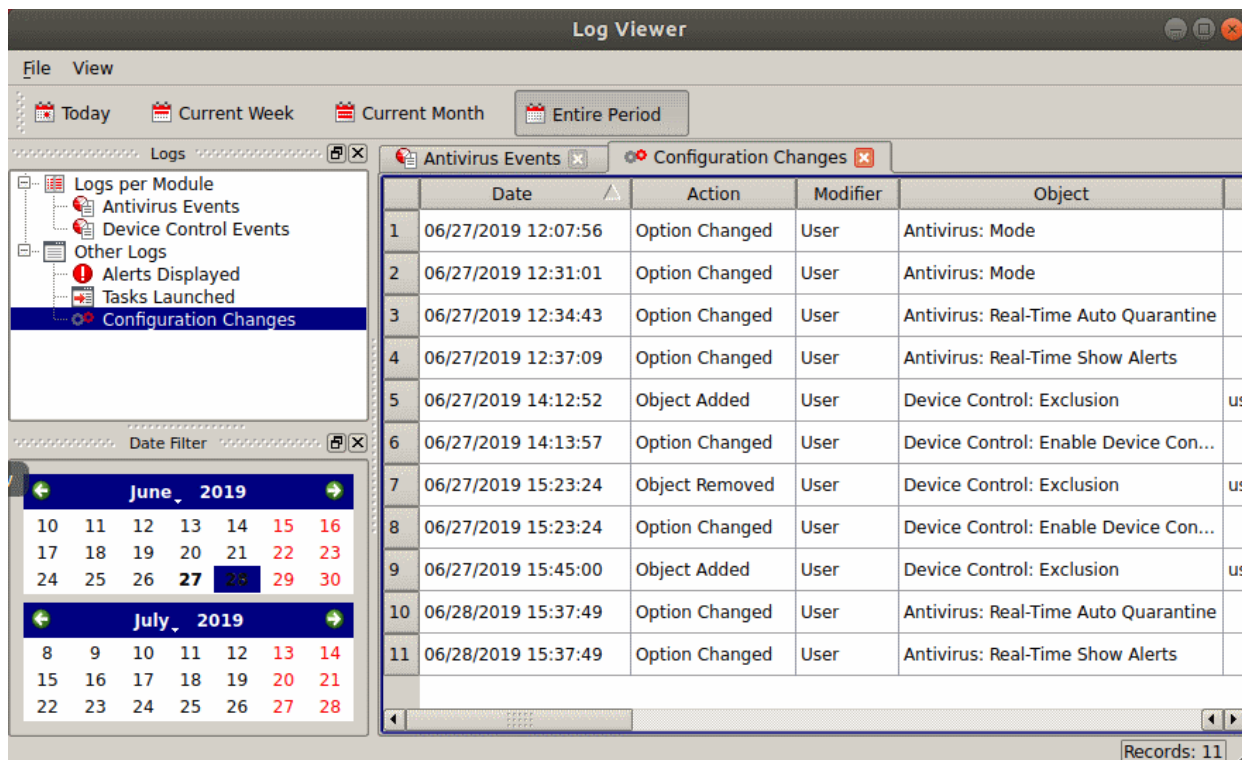 Log Viewer
File View
Today Current Week Current Month Entire Period
Logs
Logs per Module
Antivirus Events
Device Control Events
Other Logs
Alerts Displayed
Tasks Launched
Configuration Changes
Date Filter
June 2019
10 11 12 13 14 15 16
17 18 19 20 21 22 23
24 25 26 27 28 29 30
July 2019
8 9 10 11 12 13 14
15 16 17 18 19 20 21
22 23 24 25 26 27 28
Antivirus Events Configuration Changes
Date Action Modifier Object
1 06/27/2019 12:07:56 Option Changed User Antivirus: Mode
2 06/27/2019 12:31:01 Option Changed User Antivirus: Mode
3 06/27/2019 12:34:43 Option Changed User Antivirus: Real-Time Auto Quarantine
4 06/27/2019 12:37:09 Option Changed User Antivirus: Real-Time Show Alerts
5 06/27/2019 14:12:52 Object Added User Device Control: Exclusion
6 06/27/2019 14:13:57 Option Changed User Device Control: Enable Device Con...
7 06/27/2019 15:23:24 Object Removed User Device Control: Exclusion
8 06/27/2019 15:23:24 Option Changed User Device Control: Enable Device Con...
9 06/27/2019 15:45:00 Object Added User Device Control: Exclusion
10 06/28/2019 15:37:49 Option Changed User Antivirus: Real-Time Auto Quarantine
11 06/28/2019 15:37:49 Option Changed User Antivirus: Real-Time Show Alerts
Records: 11